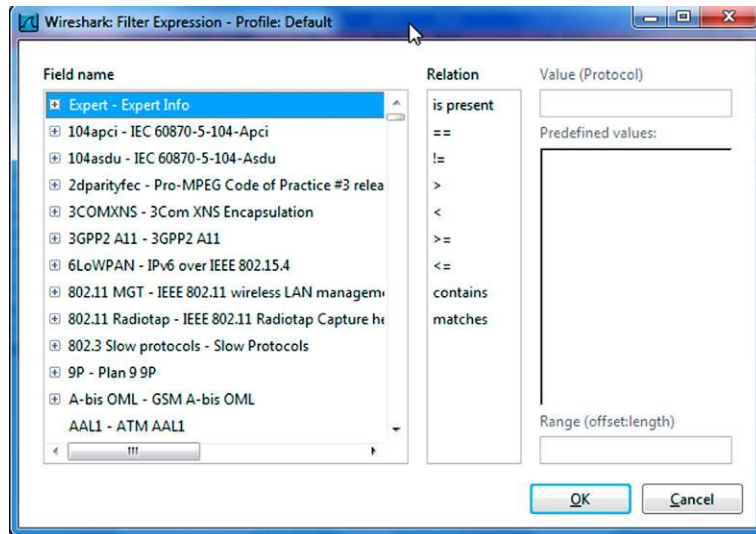 Wireshark: Filter Expression - Profile: Default
Field name
Expert - Expert Info
104apci - IEC 60870-5-104-Apci
104asdu - IEC 60870-5-104-Asdu
2dparityfec - Pro-MPEG Code of Practice #3 relea
3COMXNS - 3Com XNS Encapsulation
3GPP2 A11 - 3GPP2 A11
6LoWPAN - IPv6 over IEEE 802.15.4
802.11 MGT - IEEE 802.11 wireless LAN managem
802.11 Radiotap - IEEE 802.11 Radiotap Capture he
802.3 Slow protocols - Slow Protocols
9P - Plan 9 9P
A-bis OML - GSM A-bis OML
AAL1 - ATM AAL1
Relation
is present
==
!=
>
<
>=
<=
contains
matches
Value (Protocol)
Predefined values:
Range (offset:length)
OK
Cancel